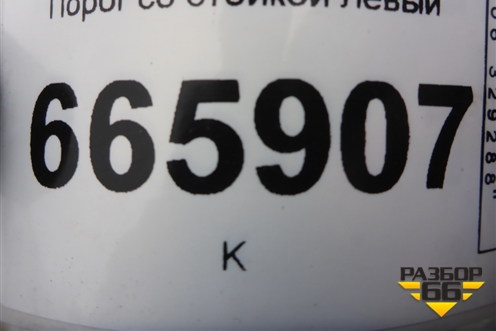 Порог со стойкой левый
665907
К
РАЗБОР
66